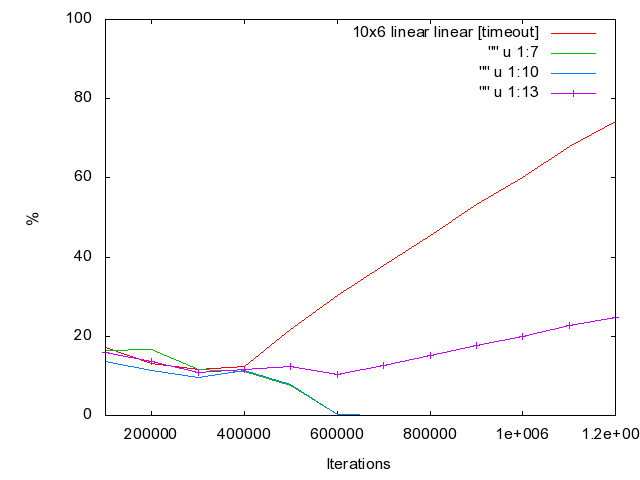 100
80
60
40
20
0
%
10x6 linear linear [timeout]
"" u 1:7
"" u 1:10
"" u 1:13
200000 400000 600000 800000 1e+006 1.2e+00
Iterations